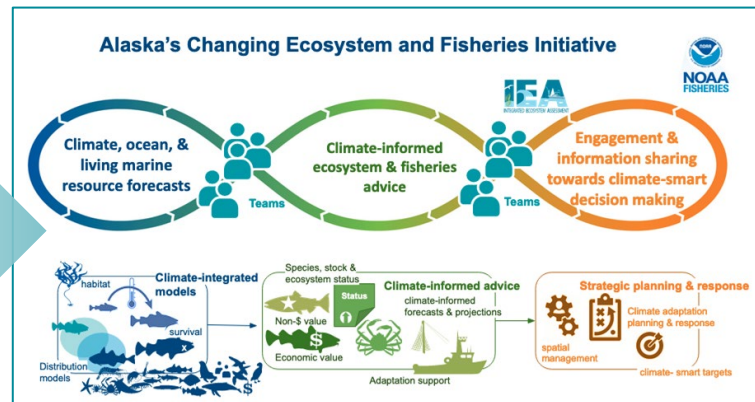 Alaska's Changing Ecosystem and Fisheries Initiative
NOAA
NOAA
FISHERIES
IEA
INTEGRATED ECOSYSTEM ASSESSMENT
Climate, ocean, &
living marine
resource forecasts
Teams
Climate-informed
ecosystem & fisheries
advice
Teams
Engagement &
information sharing
towards climate-smart
decision making
habitat
Climate-integrated
models
survival
Distribution
models
x
$
Species, stock &
ecosystem status
Status
Non-$ value
$
Economic value
Climate-informed advice
climate-informed
forecasts & projections
Adaptation support
Strategic planning & response
spatial
management
Climate adaptation
planning & response
climate- smart targets